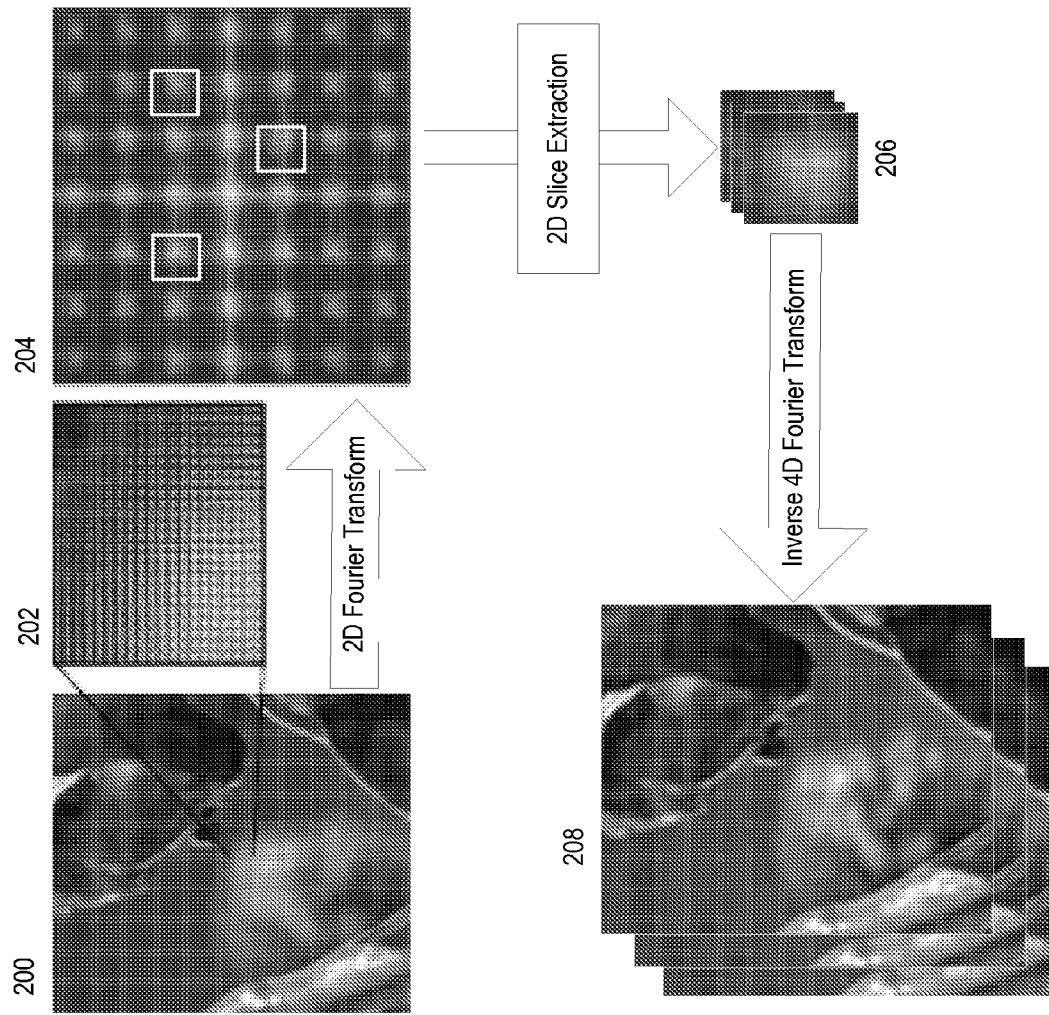 200
202
204
2D Fourier Transform
2D Slice Extraction
206
Inverse 4D Fourier Transform
208